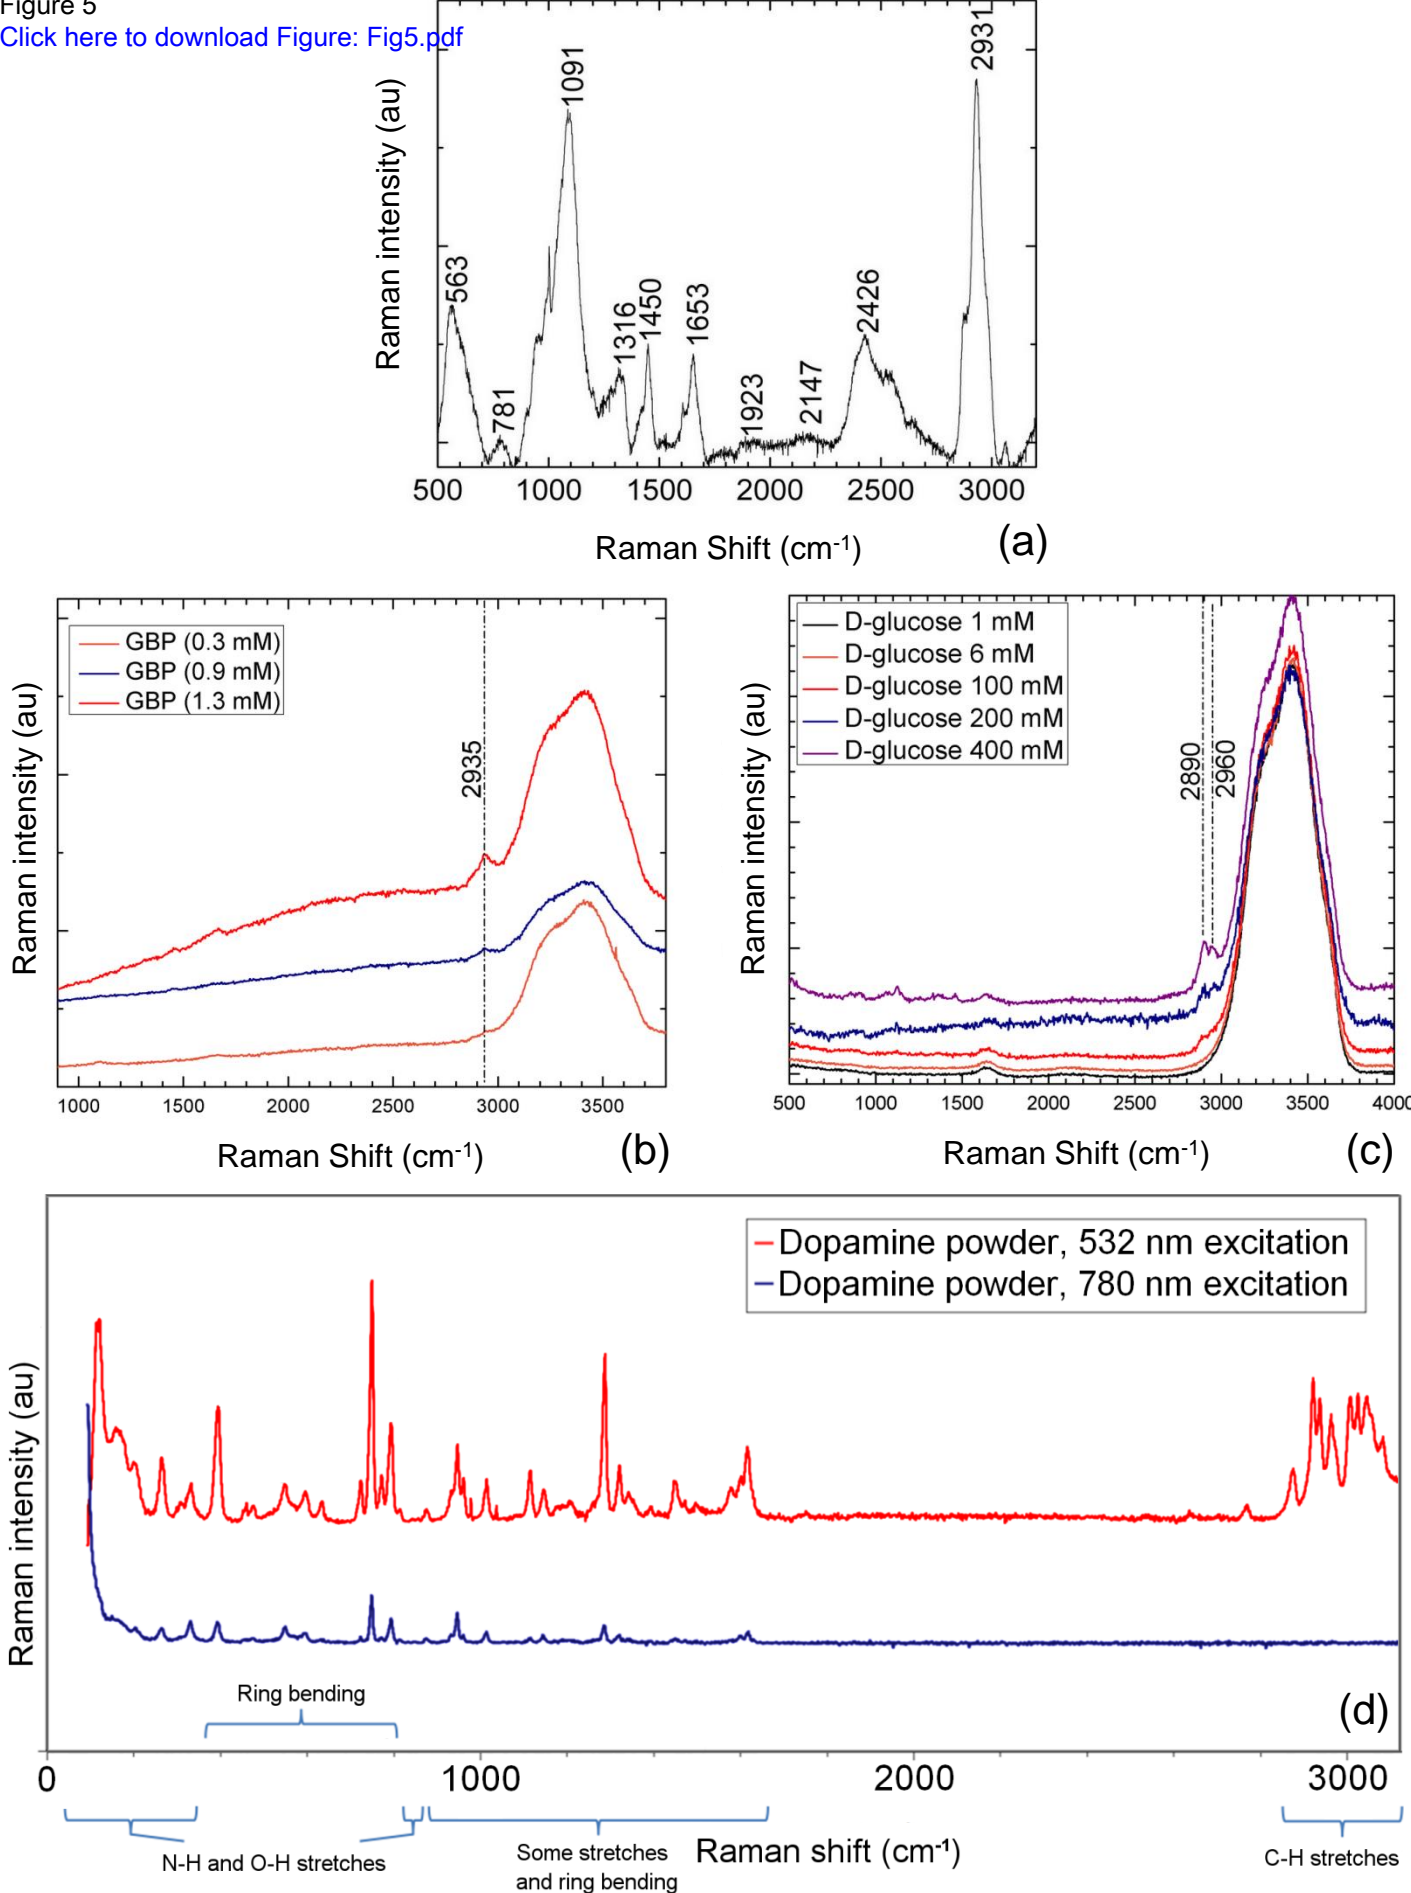 Figure 5
Click here to download Figure: Fig5.pdf
Raman intensity (au)
563
781
1091
1316
1450
1653
1923
2147
2426
2931
500 1000 1500 2000 2500 3000
Raman Shift (cm-1)
(a)
GBP (0.3 mM)
GBP (0.9 mM)
GBP (1.3 mM)
2935
Raman intensity (au)
1000 1500 2000 2500 3000 3500
Raman Shift (cm-1)
(b)
D-glucose 1 mM
D-glucose 6 mM
D-glucose 100 mM
D-glucose 200 mM
D-glucose 400 mM
2890
2960
Raman intensity (au)
500 1000 1500 2000 2500 3000 3500 4000
Raman Shift (cm-1)
(c)
Dopamine powder, 532 nm excitation
Dopamine powder, 780 nm excitation
Raman intensity (au)
Ring bending
(d)
0 1000 2000 3000
N-H and O-H stretches
Some stretches
and ring bending
Raman shift (cm-1)
C-H stretches